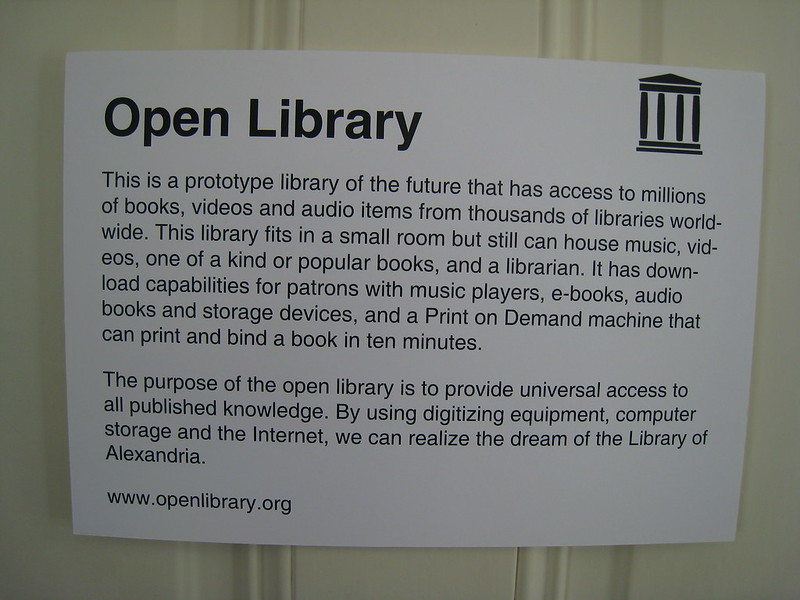 Open Library
This is a prototype library of the future that has access to millions
of books, videos and audio items from thousands of libraries world-
wide. This library fits in a small room but still can house music, vid-
eos, one of a kind or popular books, and a librarian. It has down-
load capabilities for patrons with music players, e-books, audio
books and storage devices, and a Print on Demand machine that
can print and bind a book in ten minutes.
The purpose of the open library is to provide universal access to
all published knowledge. By using digitizing equipment, computer
storage and the Internet, we can realize the dream of the Library of
Alexandria.
www.openlibrary.org